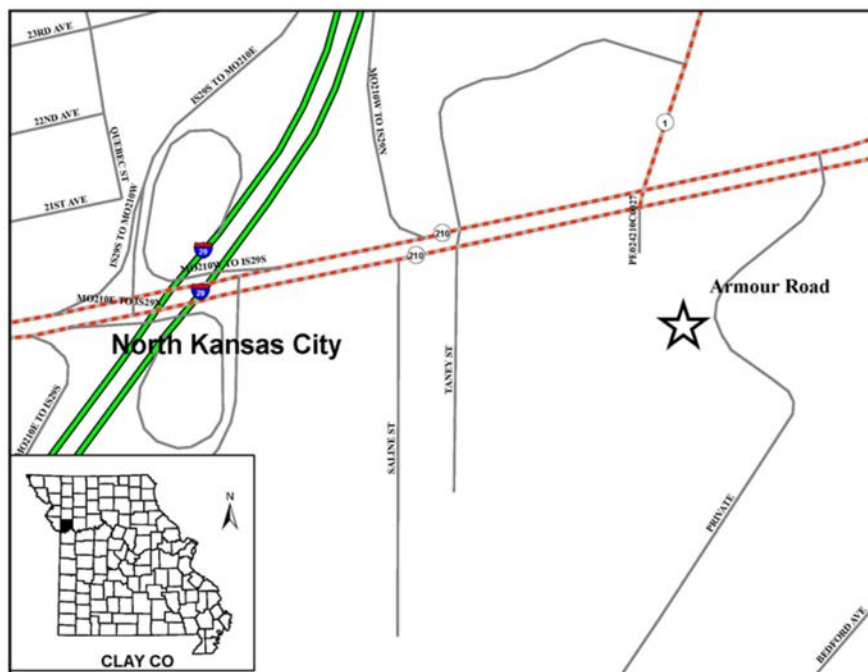 23RD AVE
IS29S TO MO210E
MO210W TO IS29N
22ND AVE
QUEBEC ST
1
21ST AVE
IS29S TO MO210W
210
210
PE024210C0027
29
MO210W TO IS29S
29
MO210E TO IS29N
Armour Road
North Kansas City
TANEY ST
MO210E TO IS29S
SALINE ST
PRIVATE
N
BEDFORD AVE
CLAY CO